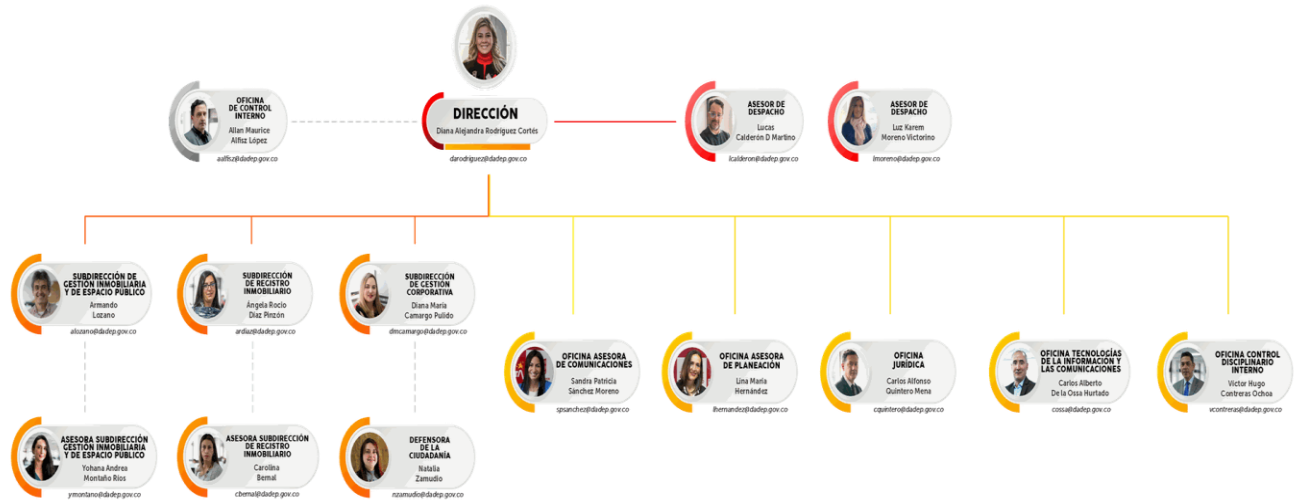 DIRECCIÓN
Diana Alejandra Rodríguez Cortés
darodriguez@dadep.gov.co
OFICINA
DE CONTROL
INTERNO
Allan Maurice
Alfisz López
aalfisz@dadep.gov.co
ASESOR DE
DESPACHO
Lucas
Calderón D Martino
lcalderon@dadep.gov.co
ASESOR DE
DESPACHO
Luz Karem
Moreno Victorino
lmoreno@dadep.gov.co
SUBDIRECCIÓN DE
GESTIÓN INMOBILIARIA
Y DE ESPACIO PÚBLICO
Armando
Lozano
alozano@dadep.gov.co
SUBDIRECCIÓN
DE REGISTRO
INMOBILIARIO
Ángela Rocio
Díaz Pinzón
ardiaz@dadep.gov.co
SUBDIRECCIÓN
DE GESTIÓN
CORPORATIVA
Diana María
Camargo Pulido
dmcamargo@dadep.gov.co
OFICINA ASESORA
DE COMUNICACIONES
Sandra Patricia
Sánchez Moreno
spsanchez@dadep.gov.co
OFICINA ASESORA
DE PLANEACIÓN
Lina María
Hernández
lhernandez@dadep.gov.co
OFICINA
JURÍDICA
Carlos Alfonso
Quintero Mena
cquintero@dadep.gov.co
OFICINA TECNOLOGÍAS
DE LA INFORMACIÓN Y
LAS COMUNICACIONES
Carlos Alberto
De la Ossa Hurtado
cossa@dadep.gov.co
OFICINA CONTROL
DISCIPLINARIO
INTERNO
Víctor Hugo
Contreras Ochoa
vcontreras@dadep.gov.co
ASESORA SUBDIRECCIÓN
GESTIÓN INMOBILIARIA
Y DE ESPACIO PÚBLICO
Yohana Andrea
Montaño Ríos
ymontano@dadep.gov.co
ASESORA SUBDIRECCIÓN
DE REGISTRO
INMOBILIARIO
Carolina
Bernal
cbernal@dadep.gov.co
DEFENSORA
DE LA
CIUDADANÍA
Natalia
Zamudio
nzamudio@dadep.gov.co